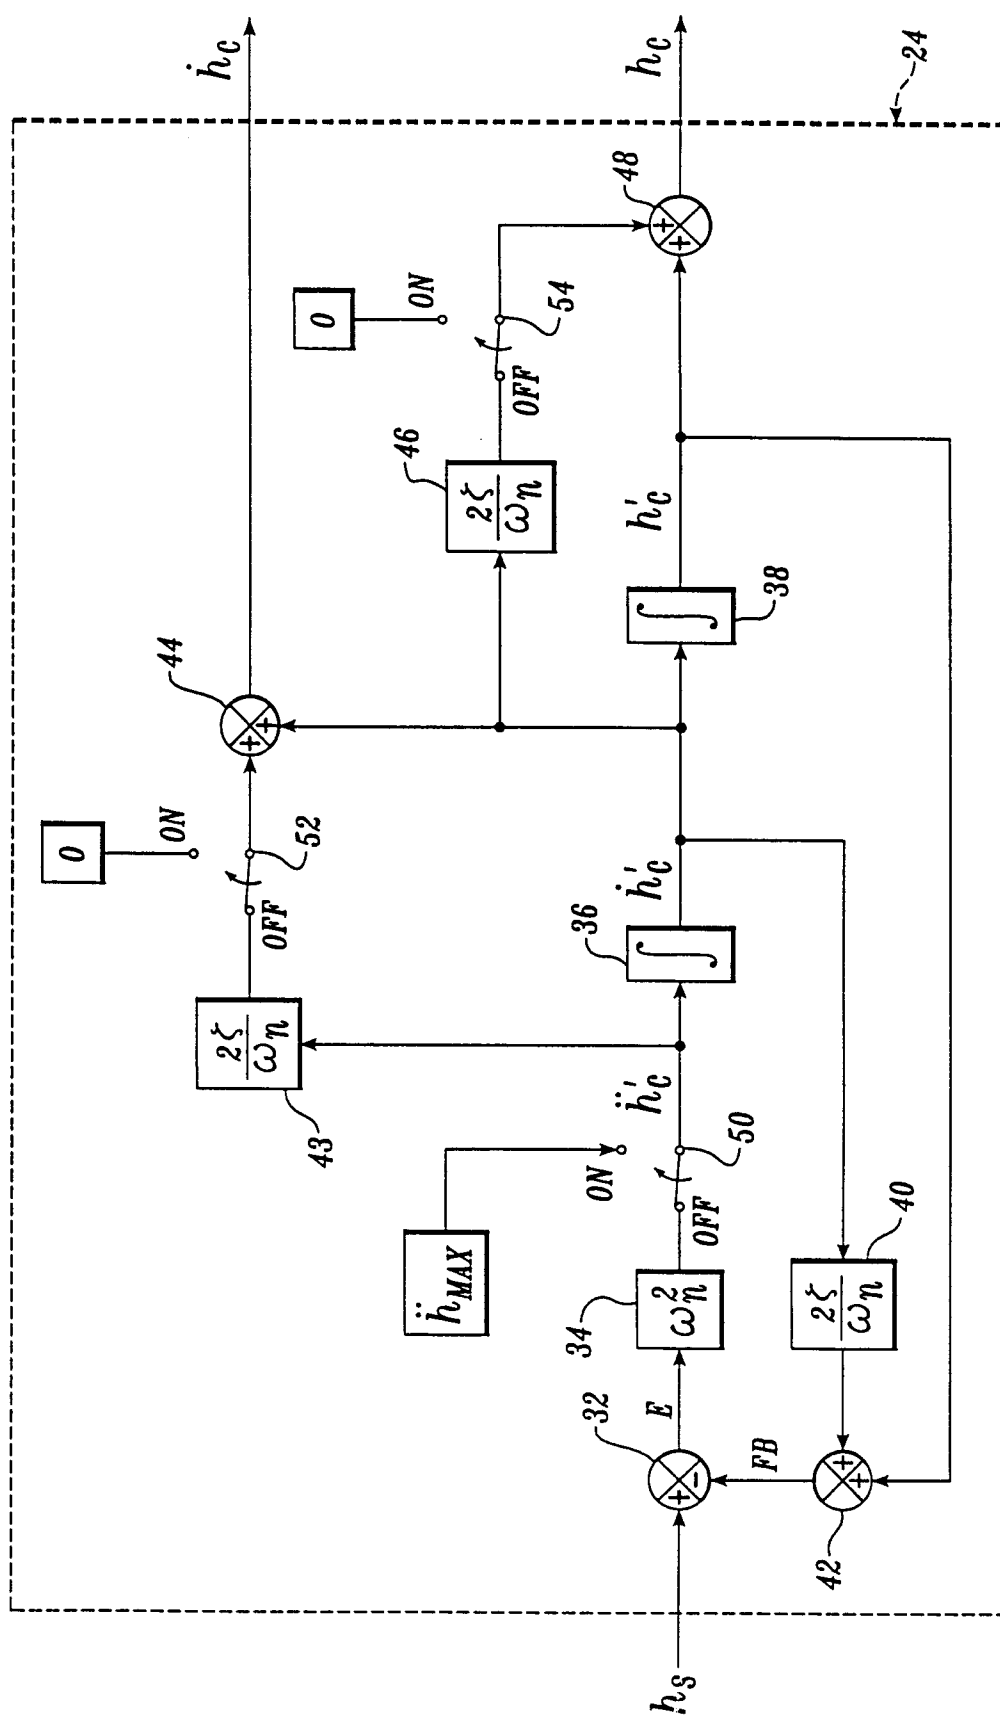 ḣc
hc
24
0
ON
52
OFF
44
0
ON
54
OFF
48
2ζ
ωn
43
2ζ
ωn
46
ḧMAX
ON
50
OFF
ḧ'c
36
∫
ḣ'c
∫
38
h'c
hs
+
−
32
E
34
ωn²
FB
+
+
42
2ζ
ωn
40
+
+
+
+